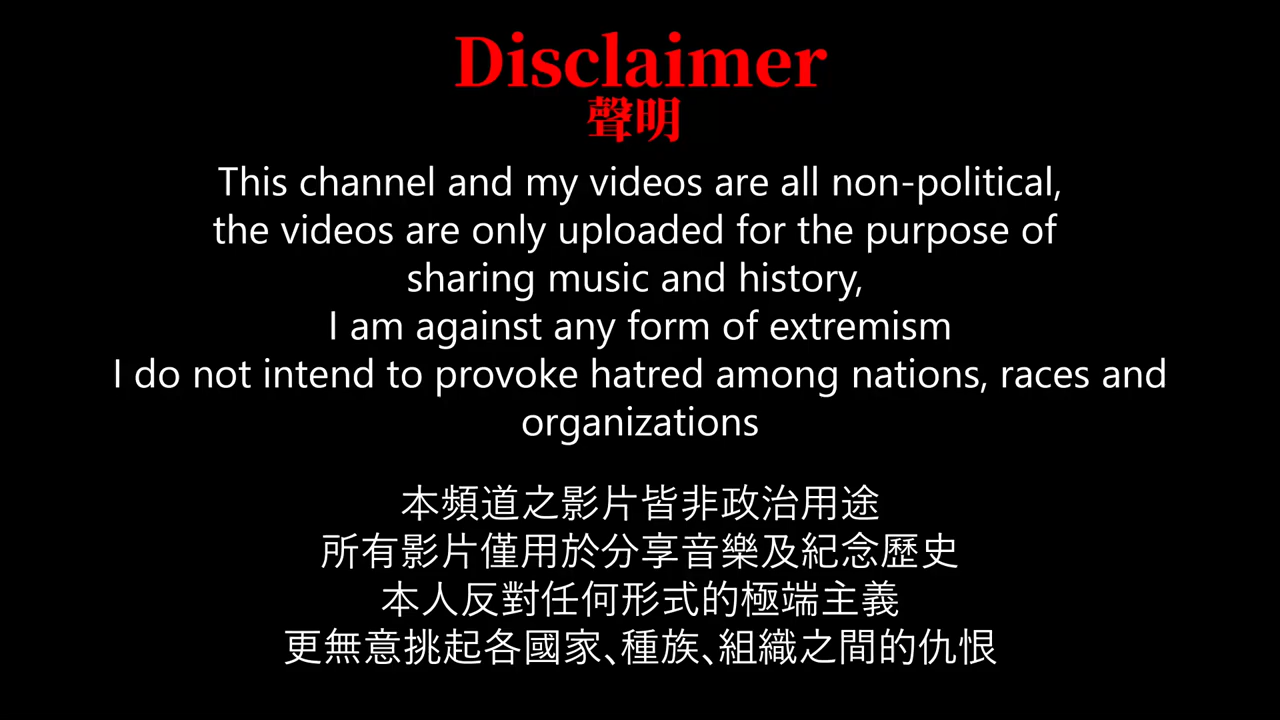 Disclaimer
聲明
This channel and my videos are all non-political,
the videos are only uploaded for the purpose of
sharing music and history,
I am against any form of extremism
I do not intend to provoke hatred among nations, races and
organizations
本頻道之影片皆非政治用途
所有影片僅用於分享音樂及紀念歷史
本人反對任何形式的極端主義
更無意挑起各國家、種族、組織之間的仇恨